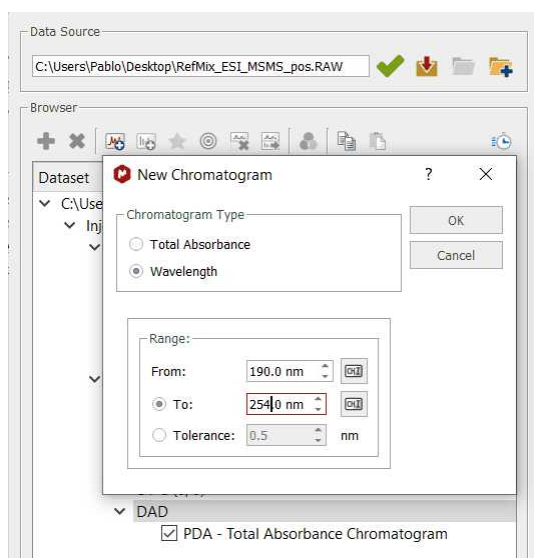 Data Source
C:\Users\Pablo\Desktop\RefMix_ESI_MSMS_pos.RAW
Browser
Dataset
New Chromatogram ?
C:\Use
Inj
Chromatogram Type
Total Absorbance
Wavelength
OK
Cancel
Range:
From: 190.0 nm
To: 254.0 nm
Tolerance: 0.5 nm
DAD
PDA - Total Absorbance Chromatogram